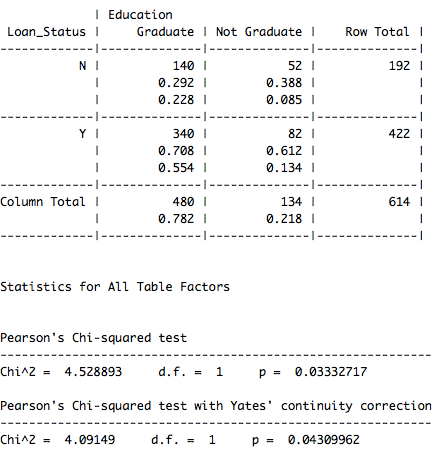 | Education
 Loan_Status |     Graduate | Not Graduate |    Row Total |
-------------|--------------|--------------|--------------|
           N |          140 |           52 |          192 |
             |        0.292 |        0.388 |              |
             |        0.228 |        0.085 |              |
-------------|--------------|--------------|--------------|
           Y |          340 |           82 |          422 |
             |        0.708 |        0.612 |              |
             |        0.554 |        0.134 |              |
-------------|--------------|--------------|--------------|
Column Total |          480 |          134 |          614 |
             |        0.782 |        0.218 |              |
-------------|--------------|--------------|--------------|
Statistics for All Table Factors
Pearson's Chi-squared test
------------------------------------------------------------
Chi^2 =  4.528893     d.f. =  1     p =  0.03332717
Pearson's Chi-squared test with Yates' continuity correction
------------------------------------------------------------
Chi^2 =  4.09149     d.f. =  1     p =  0.04309962